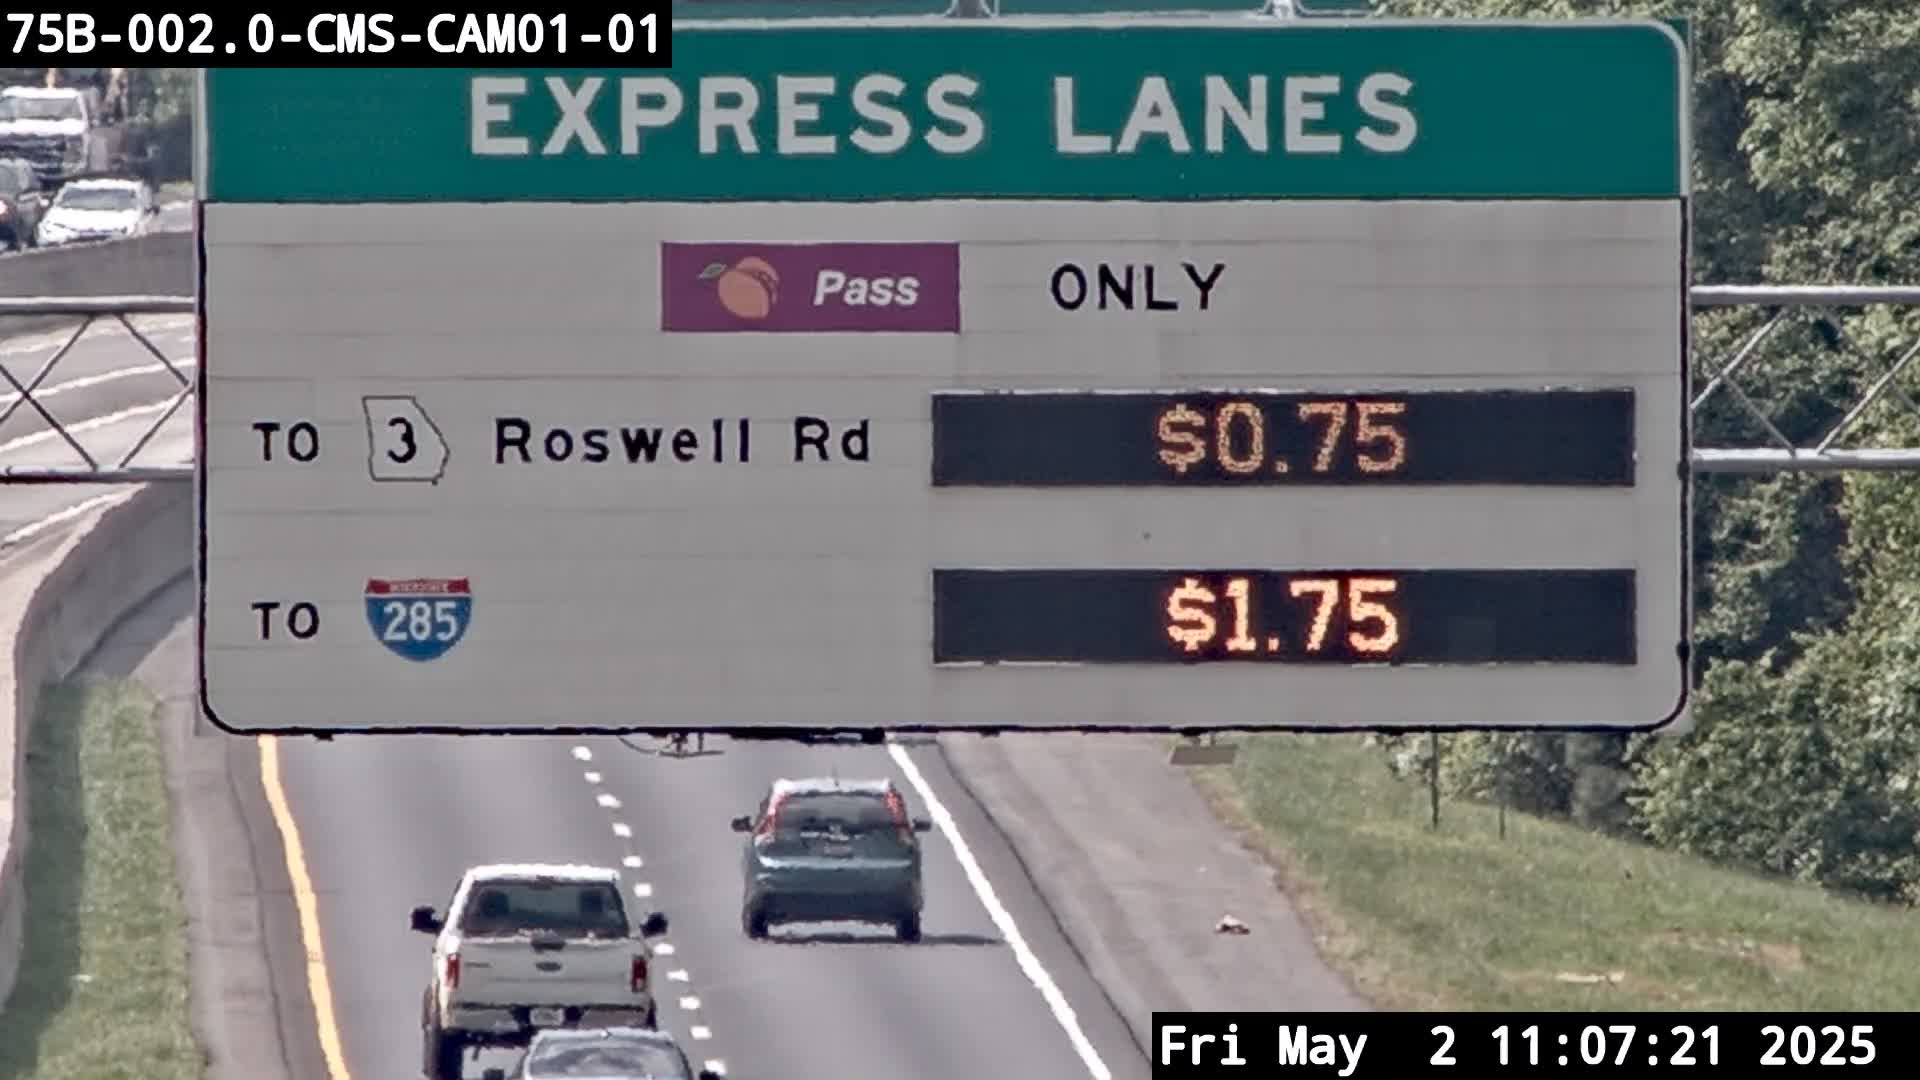 75B-002.0-CMS-CAM01-01
EXPRESS LANES
Pass ONLY
TO 3 Roswell Rd $0.75
TO 285 $1.75
Fri May 2 11:07:21 2025